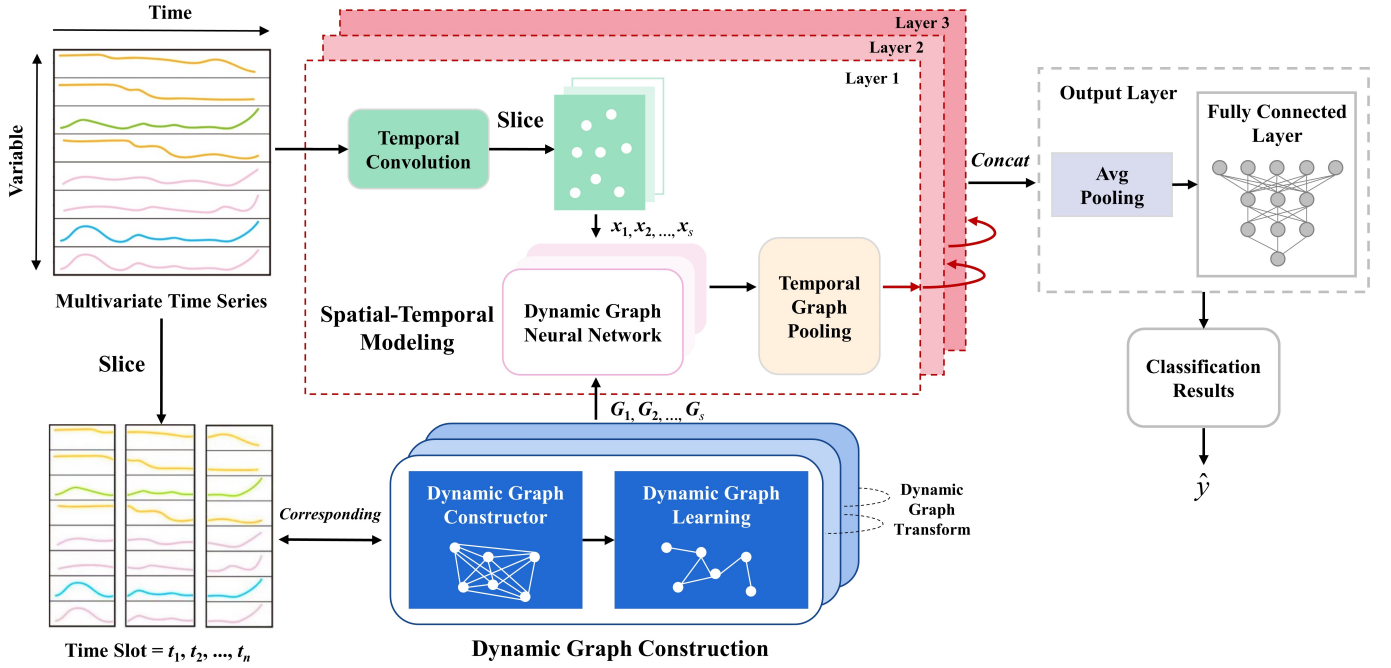 Time
Variable
Multivariate Time Series
Slice
Time Slot = t₁, t₂, ..., tₙ
Layer 3
Layer 2
Layer 1
Temporal
Convolution
Slice
x₁, x₂, ..., xₛ
Spatial-Temporal
Modeling
Dynamic Graph
Neural Network
Temporal
Graph
Pooling
G₁, G₂, ..., Gₛ
Corresponding
Dynamic Graph
Constructor
Dynamic Graph
Learning
Dynamic
Graph
Transform
Dynamic Graph Construction
Concat
Output Layer
Avg
Pooling
Fully Connected
Layer
Classification
Results
ŷ